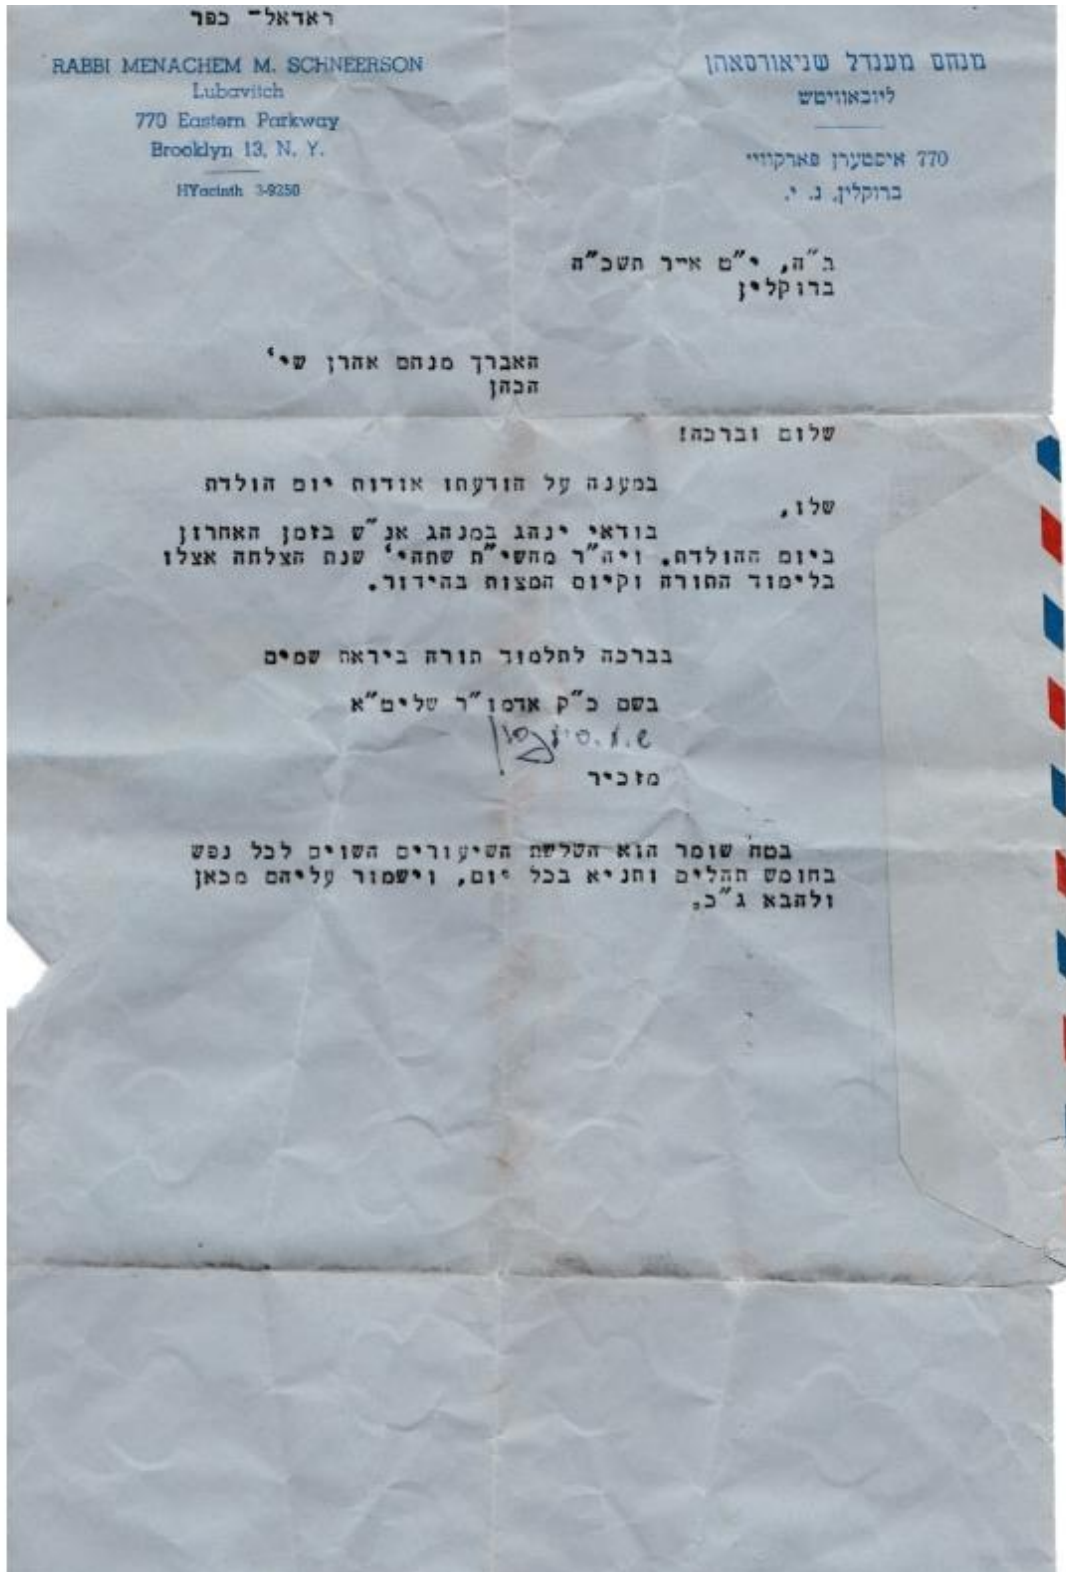 ראדאל- כפר
RABBI MENACHEM M. SCHNEERSON
Lubavitch
770 Eastern Parkway
Brooklyn 13, N. Y.
HYacinth 3-9250
מנחם מענדל שניאורסאהן
ליובאוויטש
770 איסטערן פארקוויי
ברוקלין, נ. י.
ב"ה, י"ט אייר תשכ"ה
ברוקלין
האברך מנחם אהרן שי'
הכהן
שלום וברכה!
במענה על הודעתו אודות יום הולדת
שלו,
בודאי ינהג במנהג אנ"ש בזמן האחרון
ביום ההולדת. ויה"ר מהשי"ת שתהי' שנת הצלחה אצלו
בלימוד התורה וקיום המצות בהידור.
בברכה לתלמוד תורה ביראת שמים
בשם כ"ק אדמו"ר שליט"א
מזכיר
בטח שומר הוא השלשת השיעורים השוים לכל נפש
בחומש תהלים ותניא בכל יום, וישמור עליהם מכאן
ולהבא ג"כ.